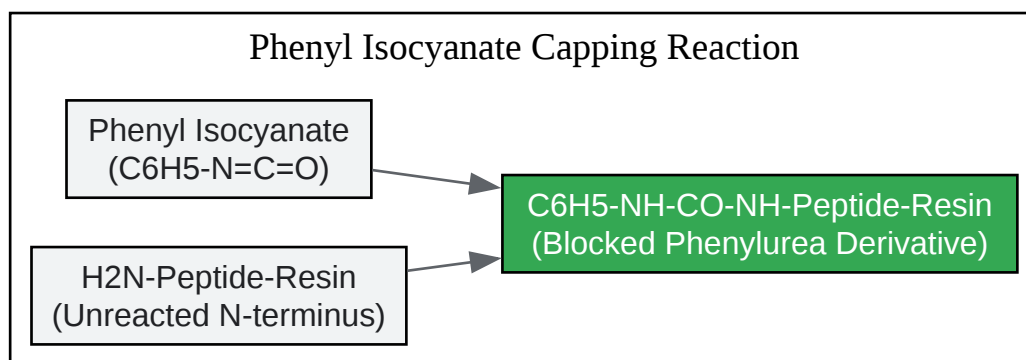 Phenyl Isocyanate Capping Reaction
Phenyl Isocyanate
(C6H5-N=C=O)
C6H5-NH-CO-NH-Peptide-Resin
(Blocked Phenylurea Derivative)
H2N-Peptide-Resin
(Unreacted N-terminus)